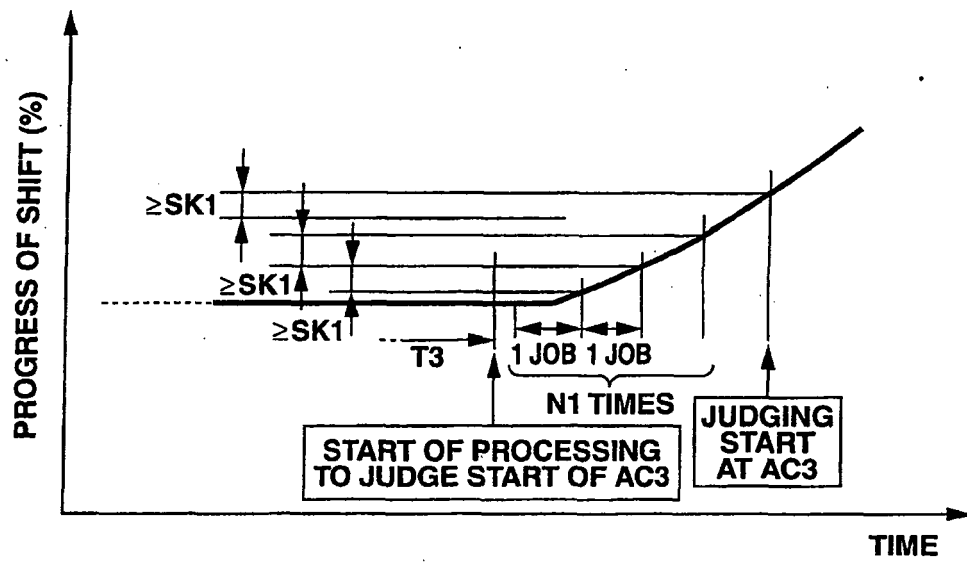 PROGRESS OF SHIFT (%)
≥SK1
≥SK1
≥SK1
T3
1 JOB 1 JOB
N1 TIMES
START OF PROCESSING
TO JUDGE START OF AC3
JUDGING
START
AT AC3
TIME